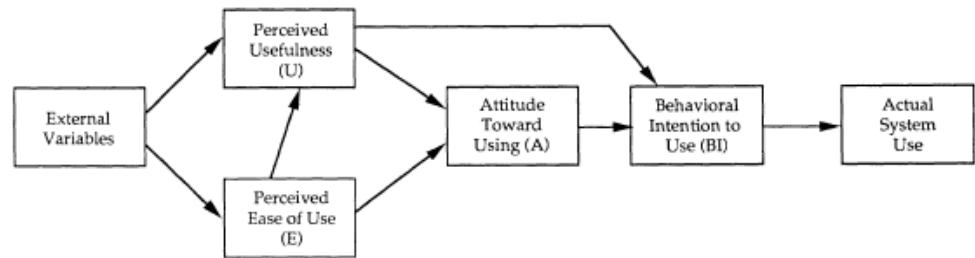 External
Variables
Perceived
Usefulness
(U)
Perceived
Ease of Use
(E)
Attitude
Toward
Using (A)
Behavioral
Intention to
Use (BI)
Actual
System
Use